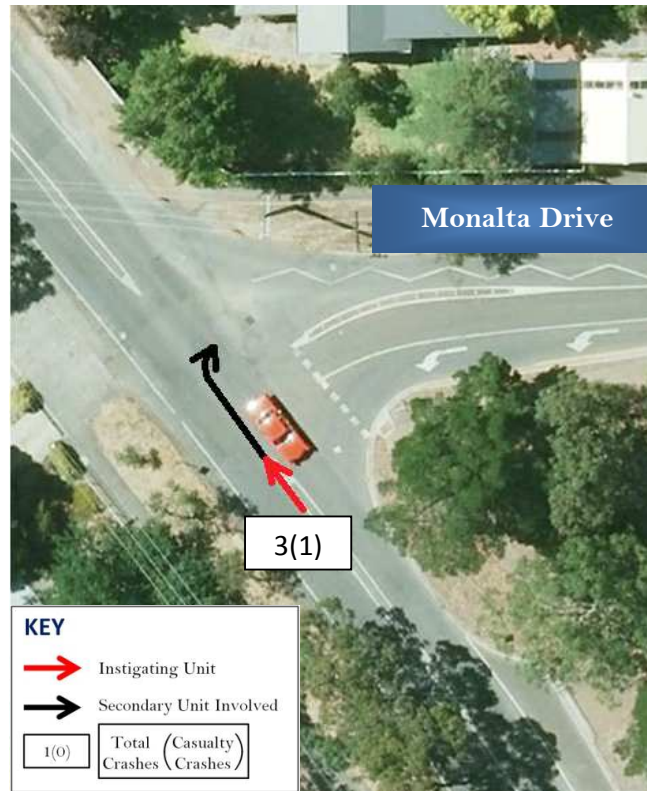 Monalta Drive
3(1)
KEY
Instigating Unit
Secondary Unit Involved
1(0)
Total (Casualty
Crashes Crashes)